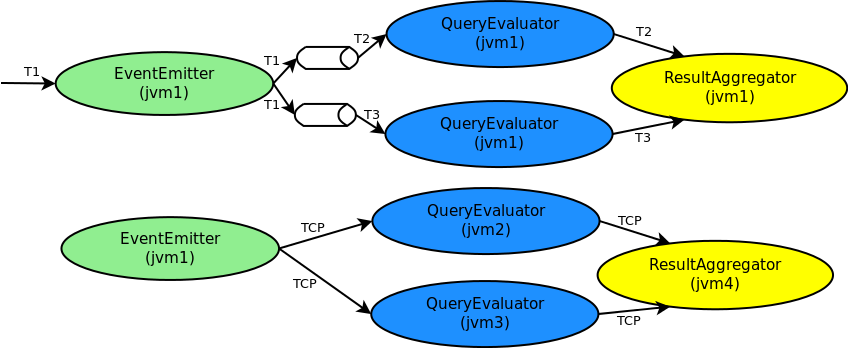 T1
EventEmitter
(jvm1)
T1
T1
T2
T3
QueryEvaluator
(jvm1)
QueryEvaluator
(jvm1)
T2
T3
ResultAggregator
(jvm1)
EventEmitter
(jvm1)
TCP
TCP
QueryEvaluator
(jvm2)
QueryEvaluator
(jvm3)
TCP
TCP
ResultAggregator
(jvm4)